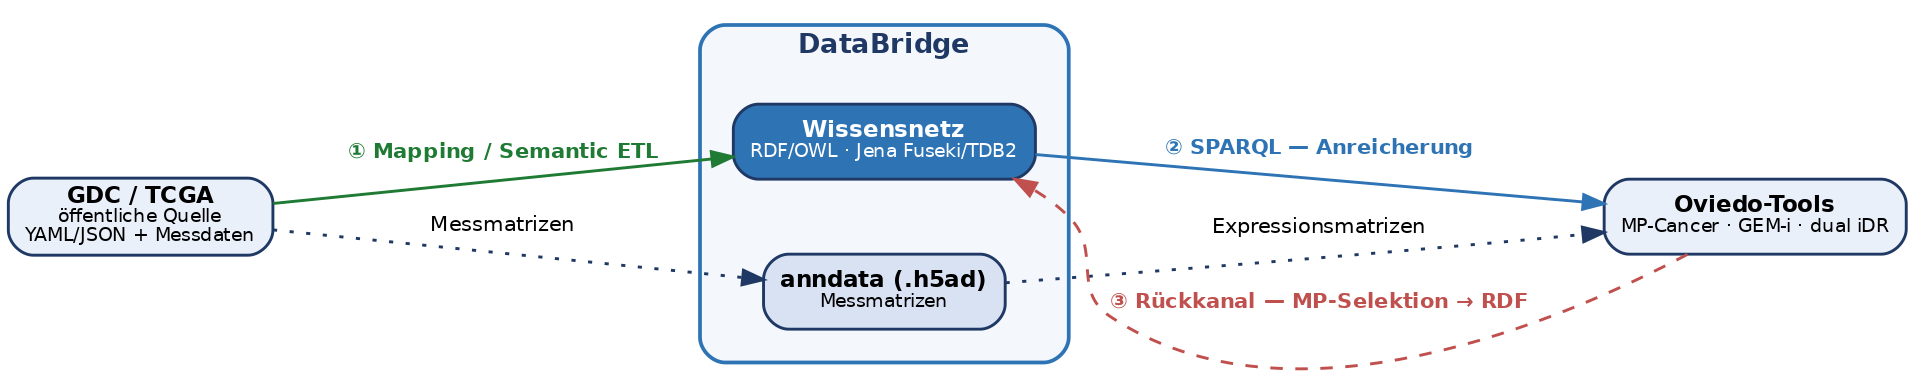 DataBridge
GDC / TCGA
öffentliche Quelle
YAML/JSON + Messdaten
① Mapping / Semantic ETL
Messmatrizen
Wissensnetz
RDF/OWL · Jena Fuseki/TDB2
anndata (.h5ad)
Messmatrizen
② SPARQL — Anreicherung
Expressionsmatrizen
③ Rückkanal — MP-Selektion → RDF
Oviedo-Tools
MP-Cancer · GEM-i · dual iDR